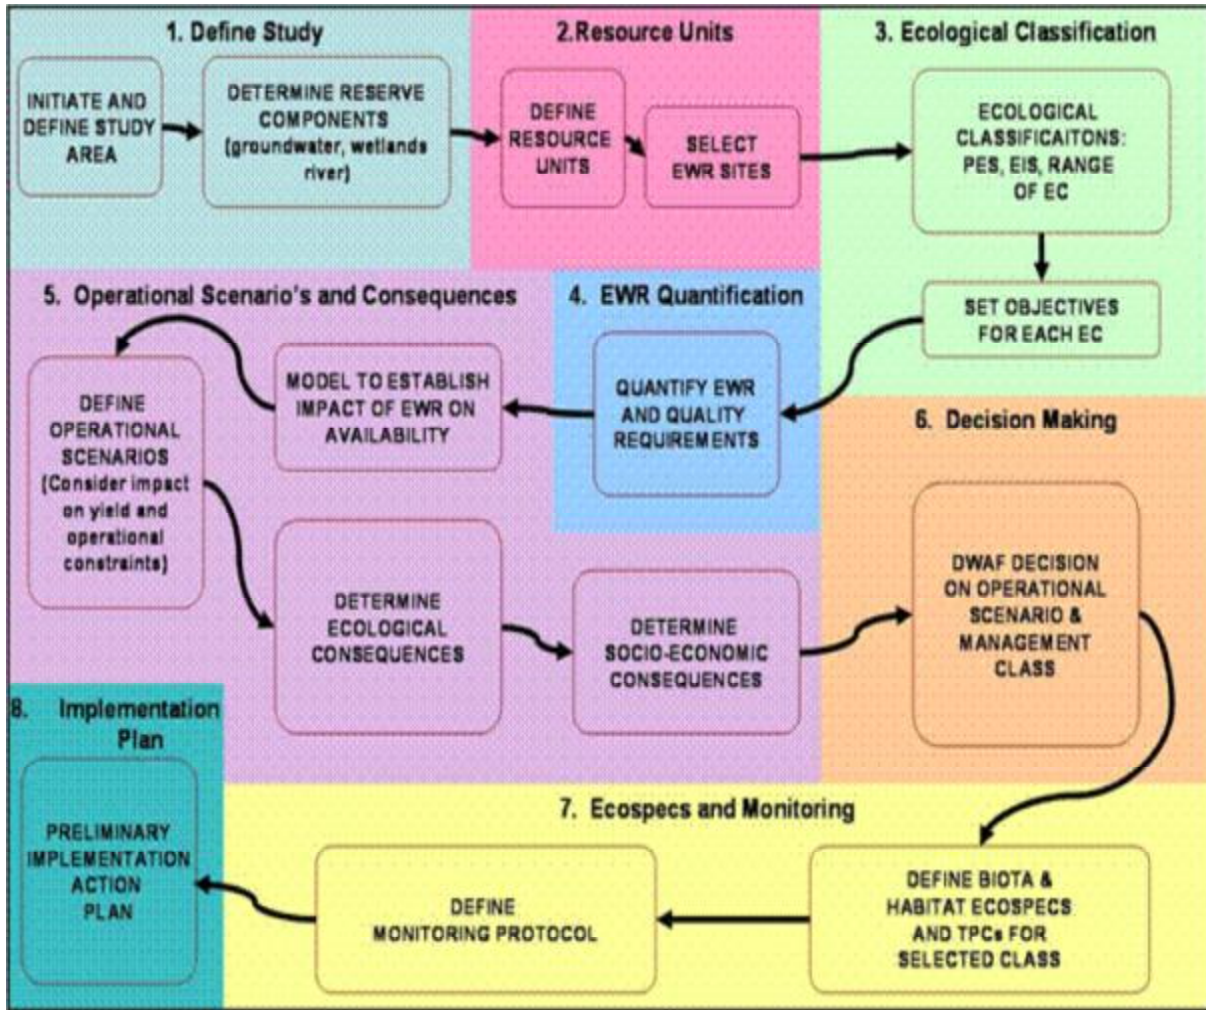 1. Define Study
INITIATE AND
DEFINE STUDY
AREA
DETERMINE RESERVE
COMPONENTS
(groundwater, wetlands
river)
2.Resource Units
DEFINE
RESOURCE
UNITS
SELECT
EWR SITES
3. Ecological Classification
ECOLOGICAL
CLASSIFICAITONS:
PES, EIS, RANGE
OF EC
SET OBJECTIVES
FOR EACH EC
4. EWR Quantification
QUANTIFY EWR
AND QUALITY
REQUIREMENTS
5. Operational Scenario's and Consequences
MODEL TO ESTABLISH
IMPACT OF EWR ON
AVAILABILITY
DEFINE
OPERATIONAL
SCENARIOS
(Consider impact
on yield and
operational
constraints)
DETERMINE
ECOLOGICAL
CONSEQUENCES
DETERMINE
SOCIO-ECONOMIC
CONSEQUENCES
6. Decision Making
DWAF DECISION
ON OPERATIONAL
SCENARIO &
MANAGEMENT
CLASS
7. Ecospecs and Monitoring
DEFINE BIOTA &
HABITAT ECOSPECS
AND TPCs FOR
SELECTED CLASS
DEFINE
MONITORING PROTOCOL
8. Implementation
Plan
PRELIMINARY
IMPLEMENTATION
ACTION
PLAN